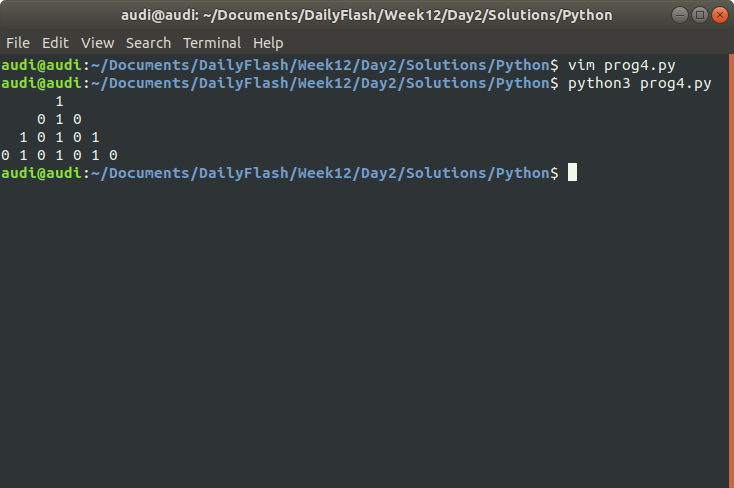 audi@audi: ~/Documents/DailyFlash/Week12/Day2/Solutions/Python
File Edit View Search Terminal Help
audi@audi:~/Documents/DailyFlash/Week12/Day2/Solutions/Python$ vim prog4.py
audi@audi:~/Documents/DailyFlash/Week12/Day2/Solutions/Python$ python3 prog4.py
      1
    0 1 0
  1 0 1 0 1
0 1 0 1 0 1 0
audi@audi:~/Documents/DailyFlash/Week12/Day2/Solutions/Python$